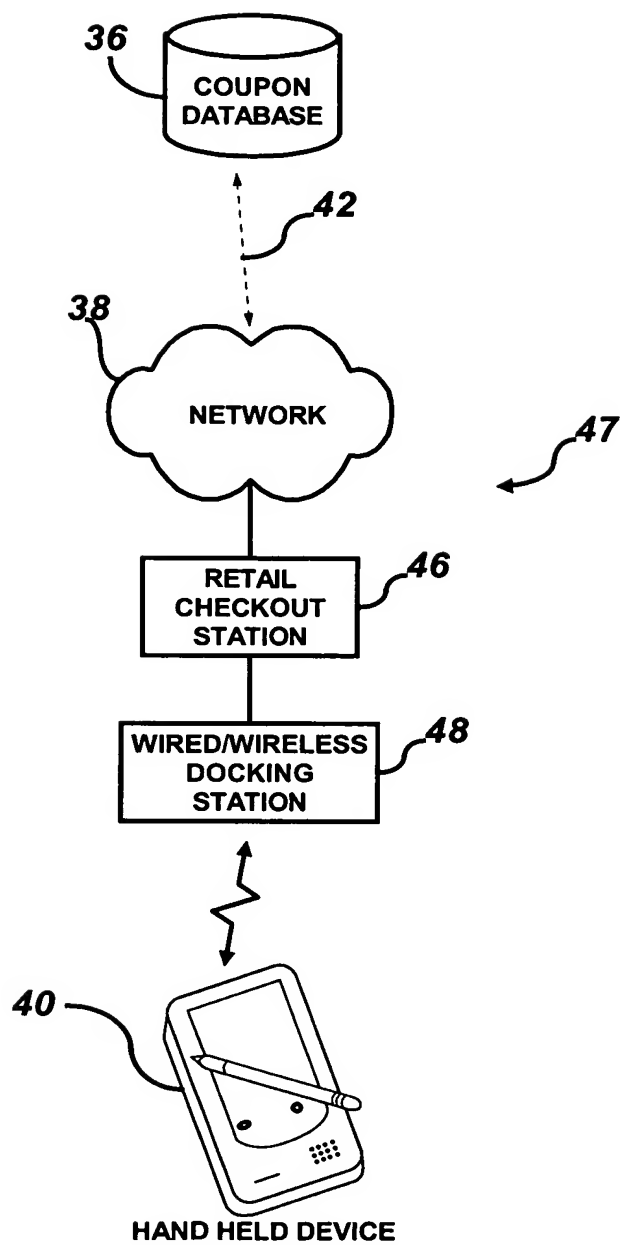 36
COUPON
DATABASE
42
38
NETWORK
47
RETAIL
CHECKOUT
STATION
46
WIRED/WIRELESS
DOCKING
STATION
48
40
HAND HELD DEVICE